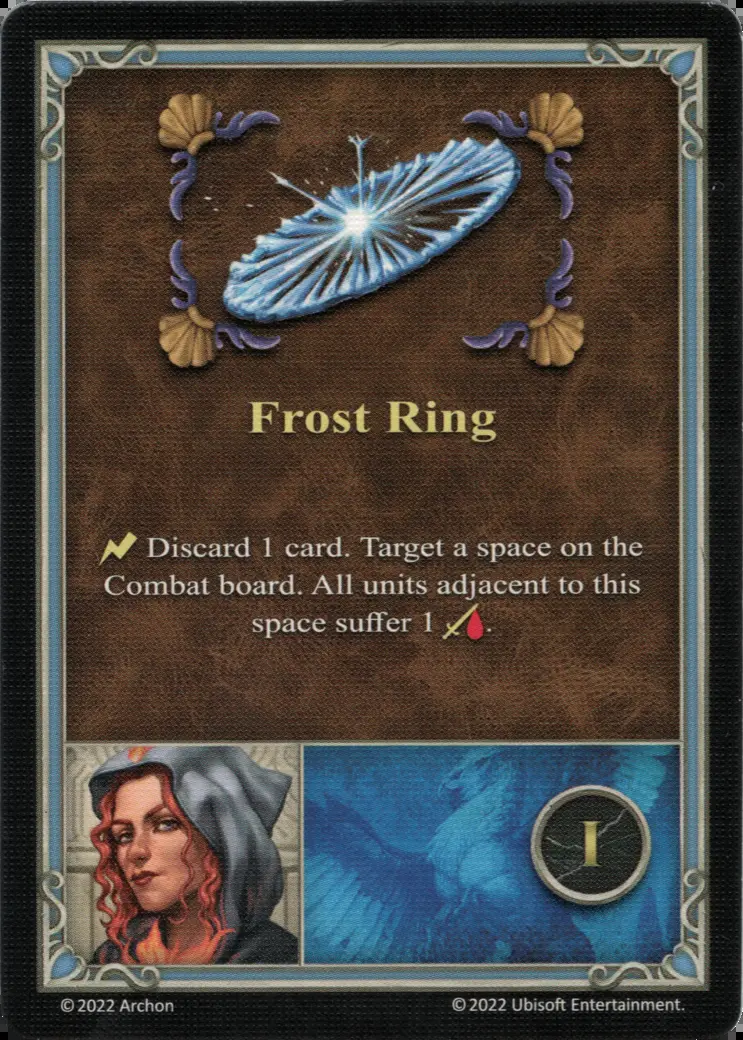 Frost Ring
Discard 1 card. Target a space on the
Combat board. All units adjacent to this
space suffer 1 .
I
© 2022 Archon
© 2022 Ubisoft Entertainment.